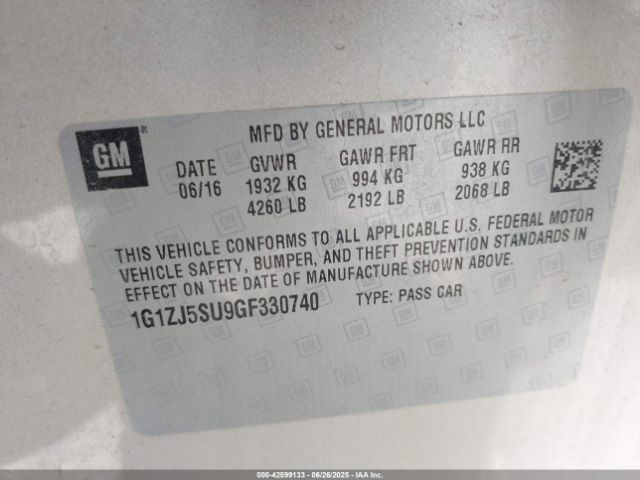 GM ®
MFD BY GENERAL MOTORS LLC
DATE GVWR GAWR FRT GAWR RR
06/16 1932 KG 994 KG 938 KG
4260 LB 2192 LB 2068 LB
THIS VEHICLE CONFORMS TO ALL APPLICABLE U.S. FEDERAL MOTOR
VEHICLE SAFETY, BUMPER, AND THEFT PREVENTION STANDARDS IN
EFFECT ON THE DATE OF MANUFACTURE SHOWN ABOVE.
1G1ZJ5SU9GF330740 TYPE: PASS CAR
000-42599133 - 06/26/2025 - IAA Inc.